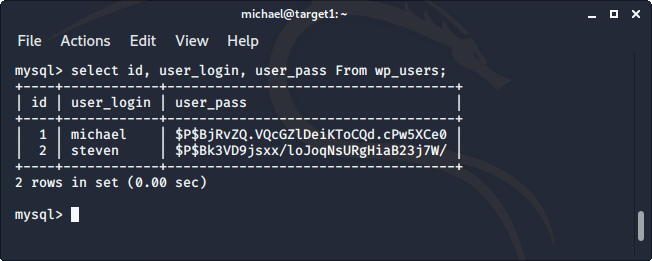 michael@target1: ~
File Actions Edit View Help
mysql> select id, user_login, user_pass From wp_users;
+----+------------+------------------------------------+
| id | user_login | user_pass                          |
+----+------------+------------------------------------+
|  1 | michael    | $P$BjRvZQ.VQcGZlDeiKToCQd.cPw5XCe0 |
|  2 | steven     | $P$Bk3VD9jsxx/loJoqNsURgHiaB23j7W/ |
+----+------------+------------------------------------+
2 rows in set (0.00 sec)
mysql>